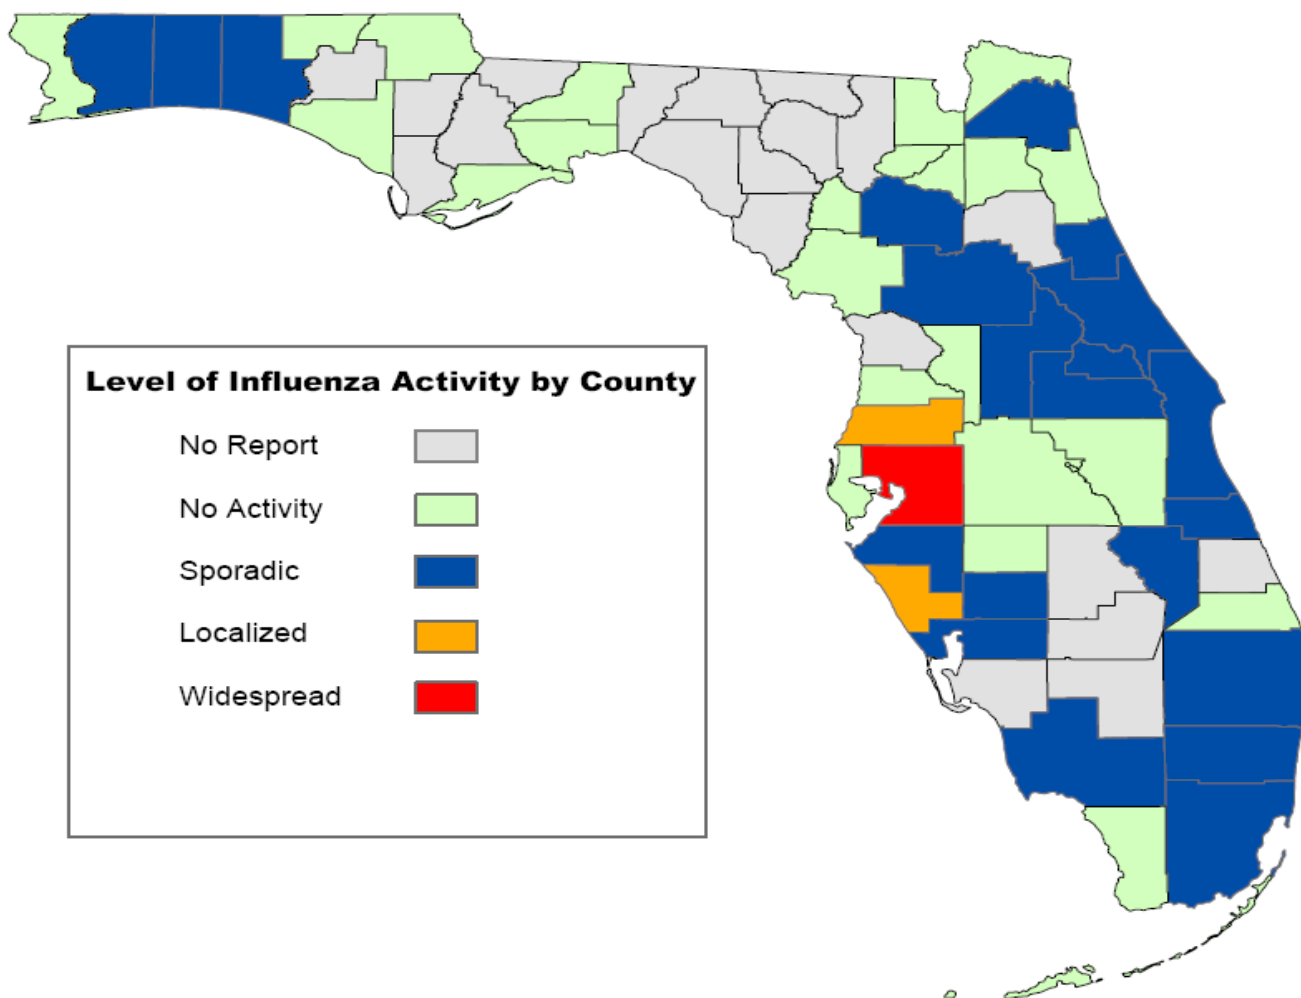 Level of Influenza Activity by County
No Report
No Activity
Sporadic
Localized
Widespread